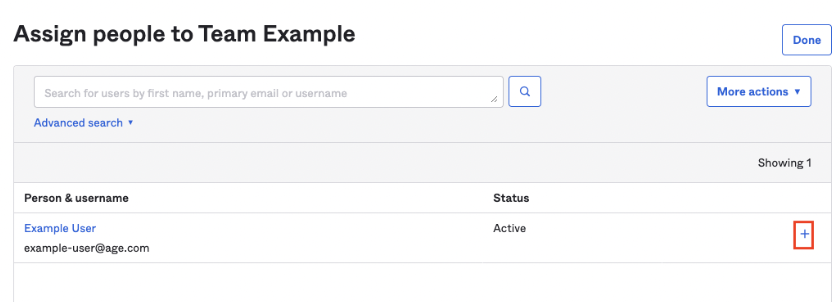 Assign people to Team Example
Done
Search for users by first name, primary email or username
More actions ▼
Advanced search ▼
Showing 1
Person & username Status
Example User Active +
example-user@age.com